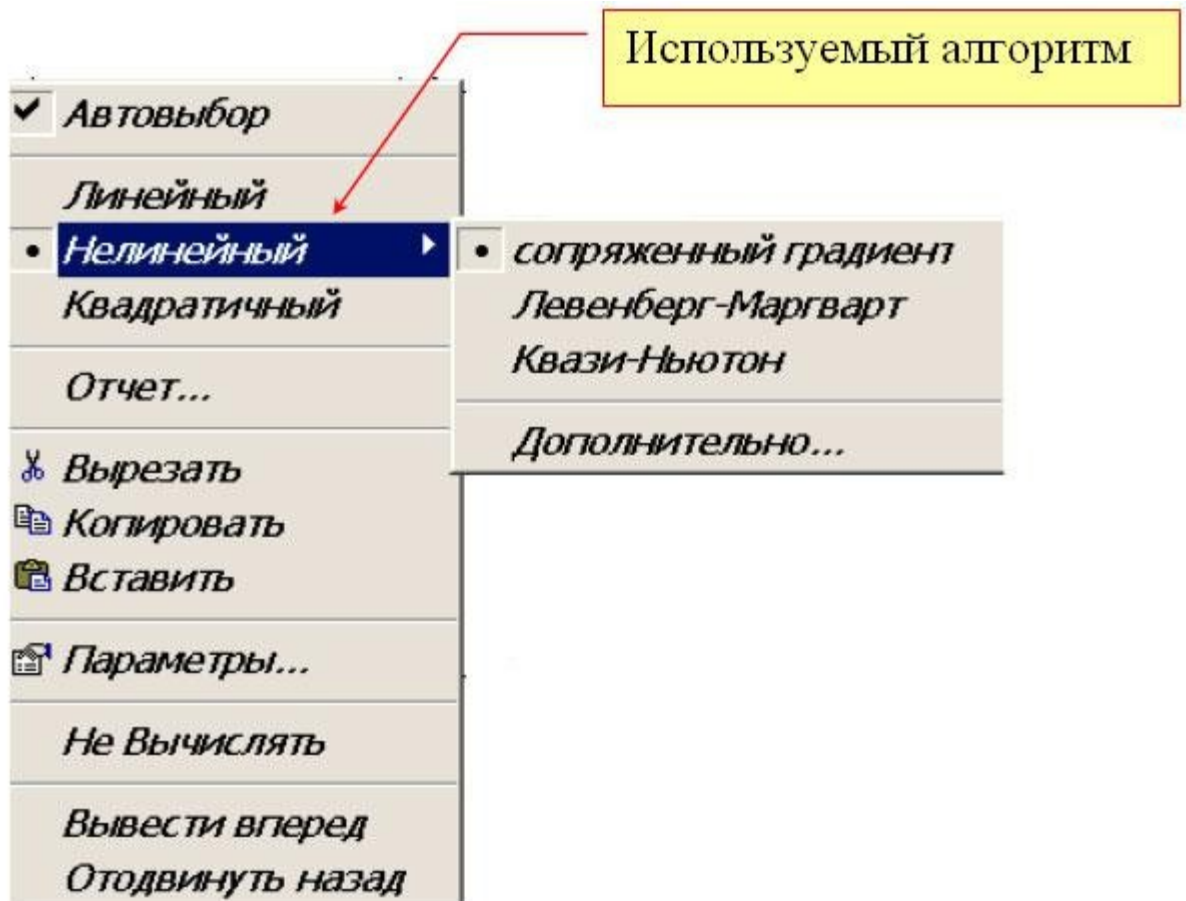 Используемый алгоритм
Автовыбор
Линейный
Нелинейный
Квадратичный
Отчет...
Вырезать
Копировать
Вставить
Параметры...
Не Вычислять
Вывести вперед
Отодвинуть назад
сопряженный градиент
Левенберг-Маргварт
Квази-Ньютон
Дополнительно...